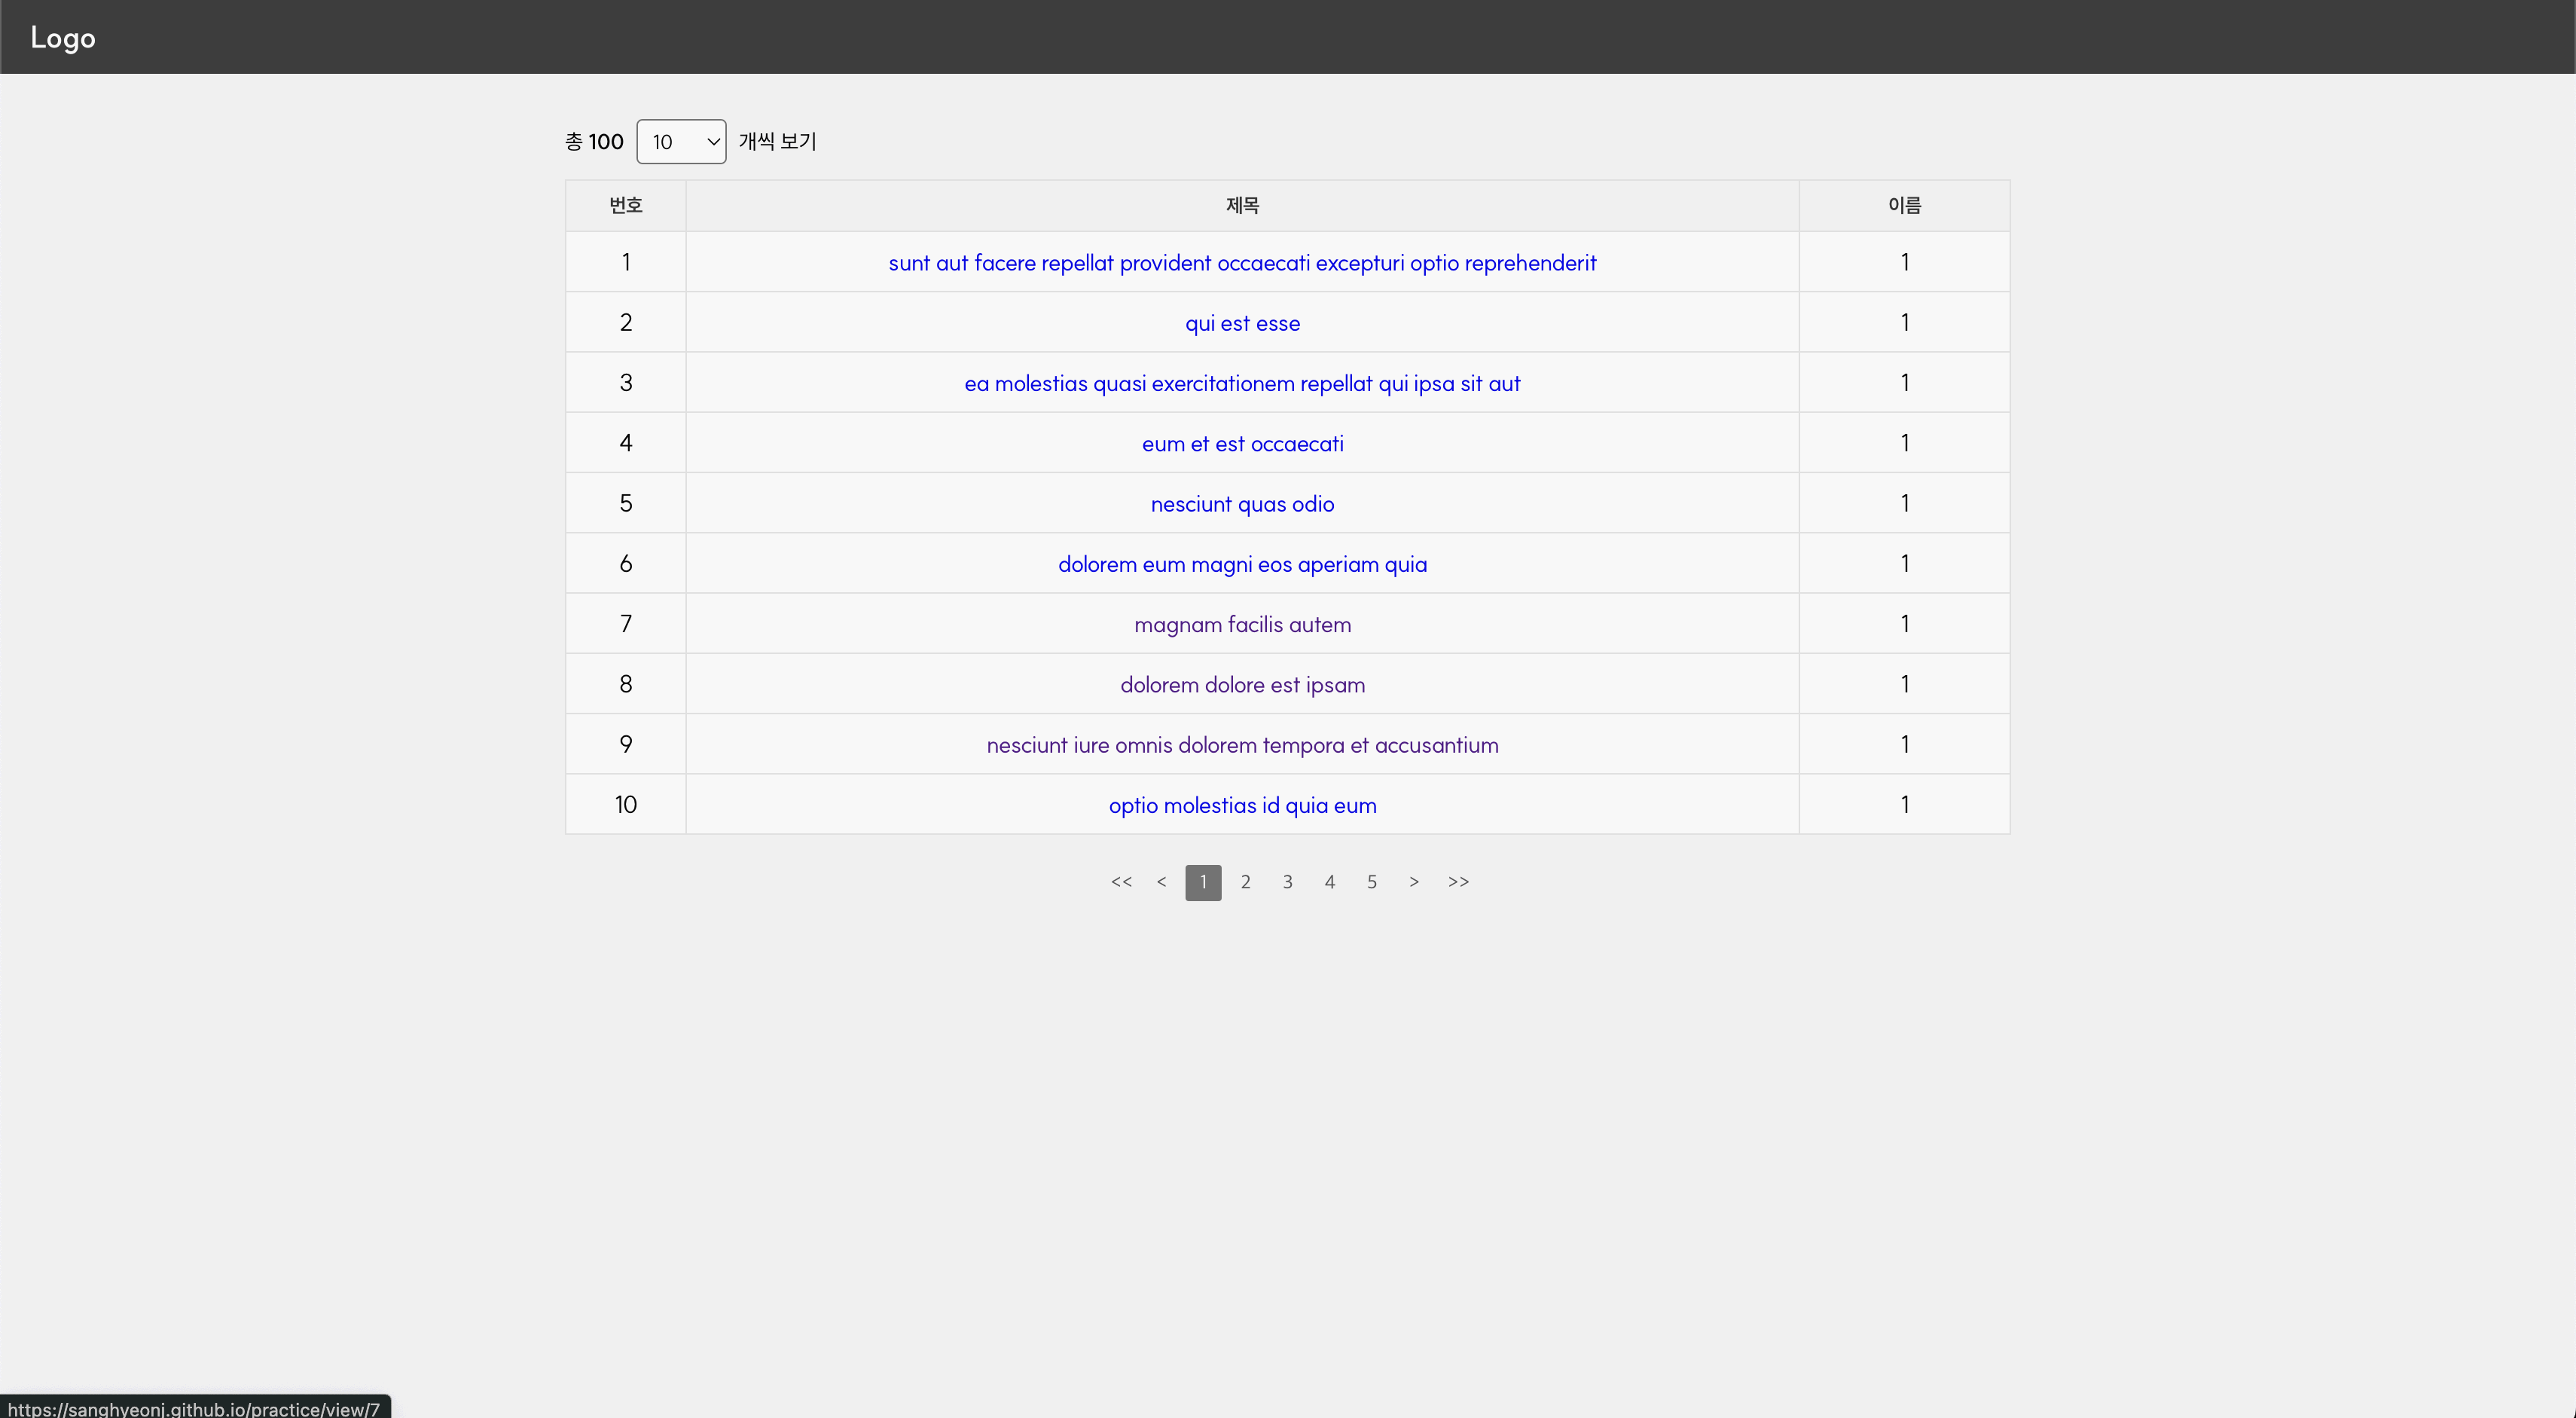 Logo
총 100 10 개씩 보기
번호 제목 이름
1 sunt aut facere repellat provident occaecati excepturi optio reprehenderit 1
2 qui est esse 1
3 ea molestias quasi exercitationem repellat qui ipsa sit aut 1
4 eum et est occaecati 1
5 nesciunt quas odio 1
6 dolorem eum magni eos aperiam quia 1
7 magnam facilis autem 1
8 dolorem dolore est ipsam 1
9 nesciunt iure omnis dolorem tempora et accusantium 1
10 optio molestias id quia eum 1
<< < 1 2 3 4 5 > >>
https://sanghyeonj.github.io/practice/view/7